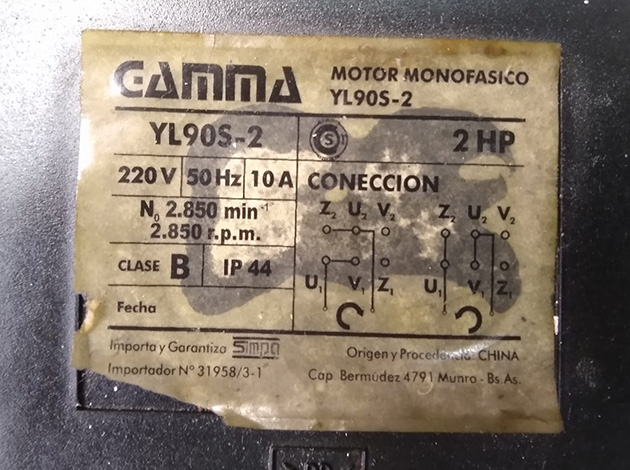 GAMMA
MOTOR MONOFASICO
YL90S-2
YL90S-2
S
2 HP
220 V 50 Hz 10 A
N₀ 2.850 min⁻¹
2.850 r.p.m.
CLASE B IP 44
Fecha
CONECCION
Z₂ U₂ V₂ Z₂ U₂ V₂
U₁ V₁ Z₁ U₁ V₁ Z₁
Importa y Garantiza Simpa
Importador Nº 31958/3-1
Origen y Procedencia: CHINA
Cap. Bermúdez 4791 Munro - Bs.As.